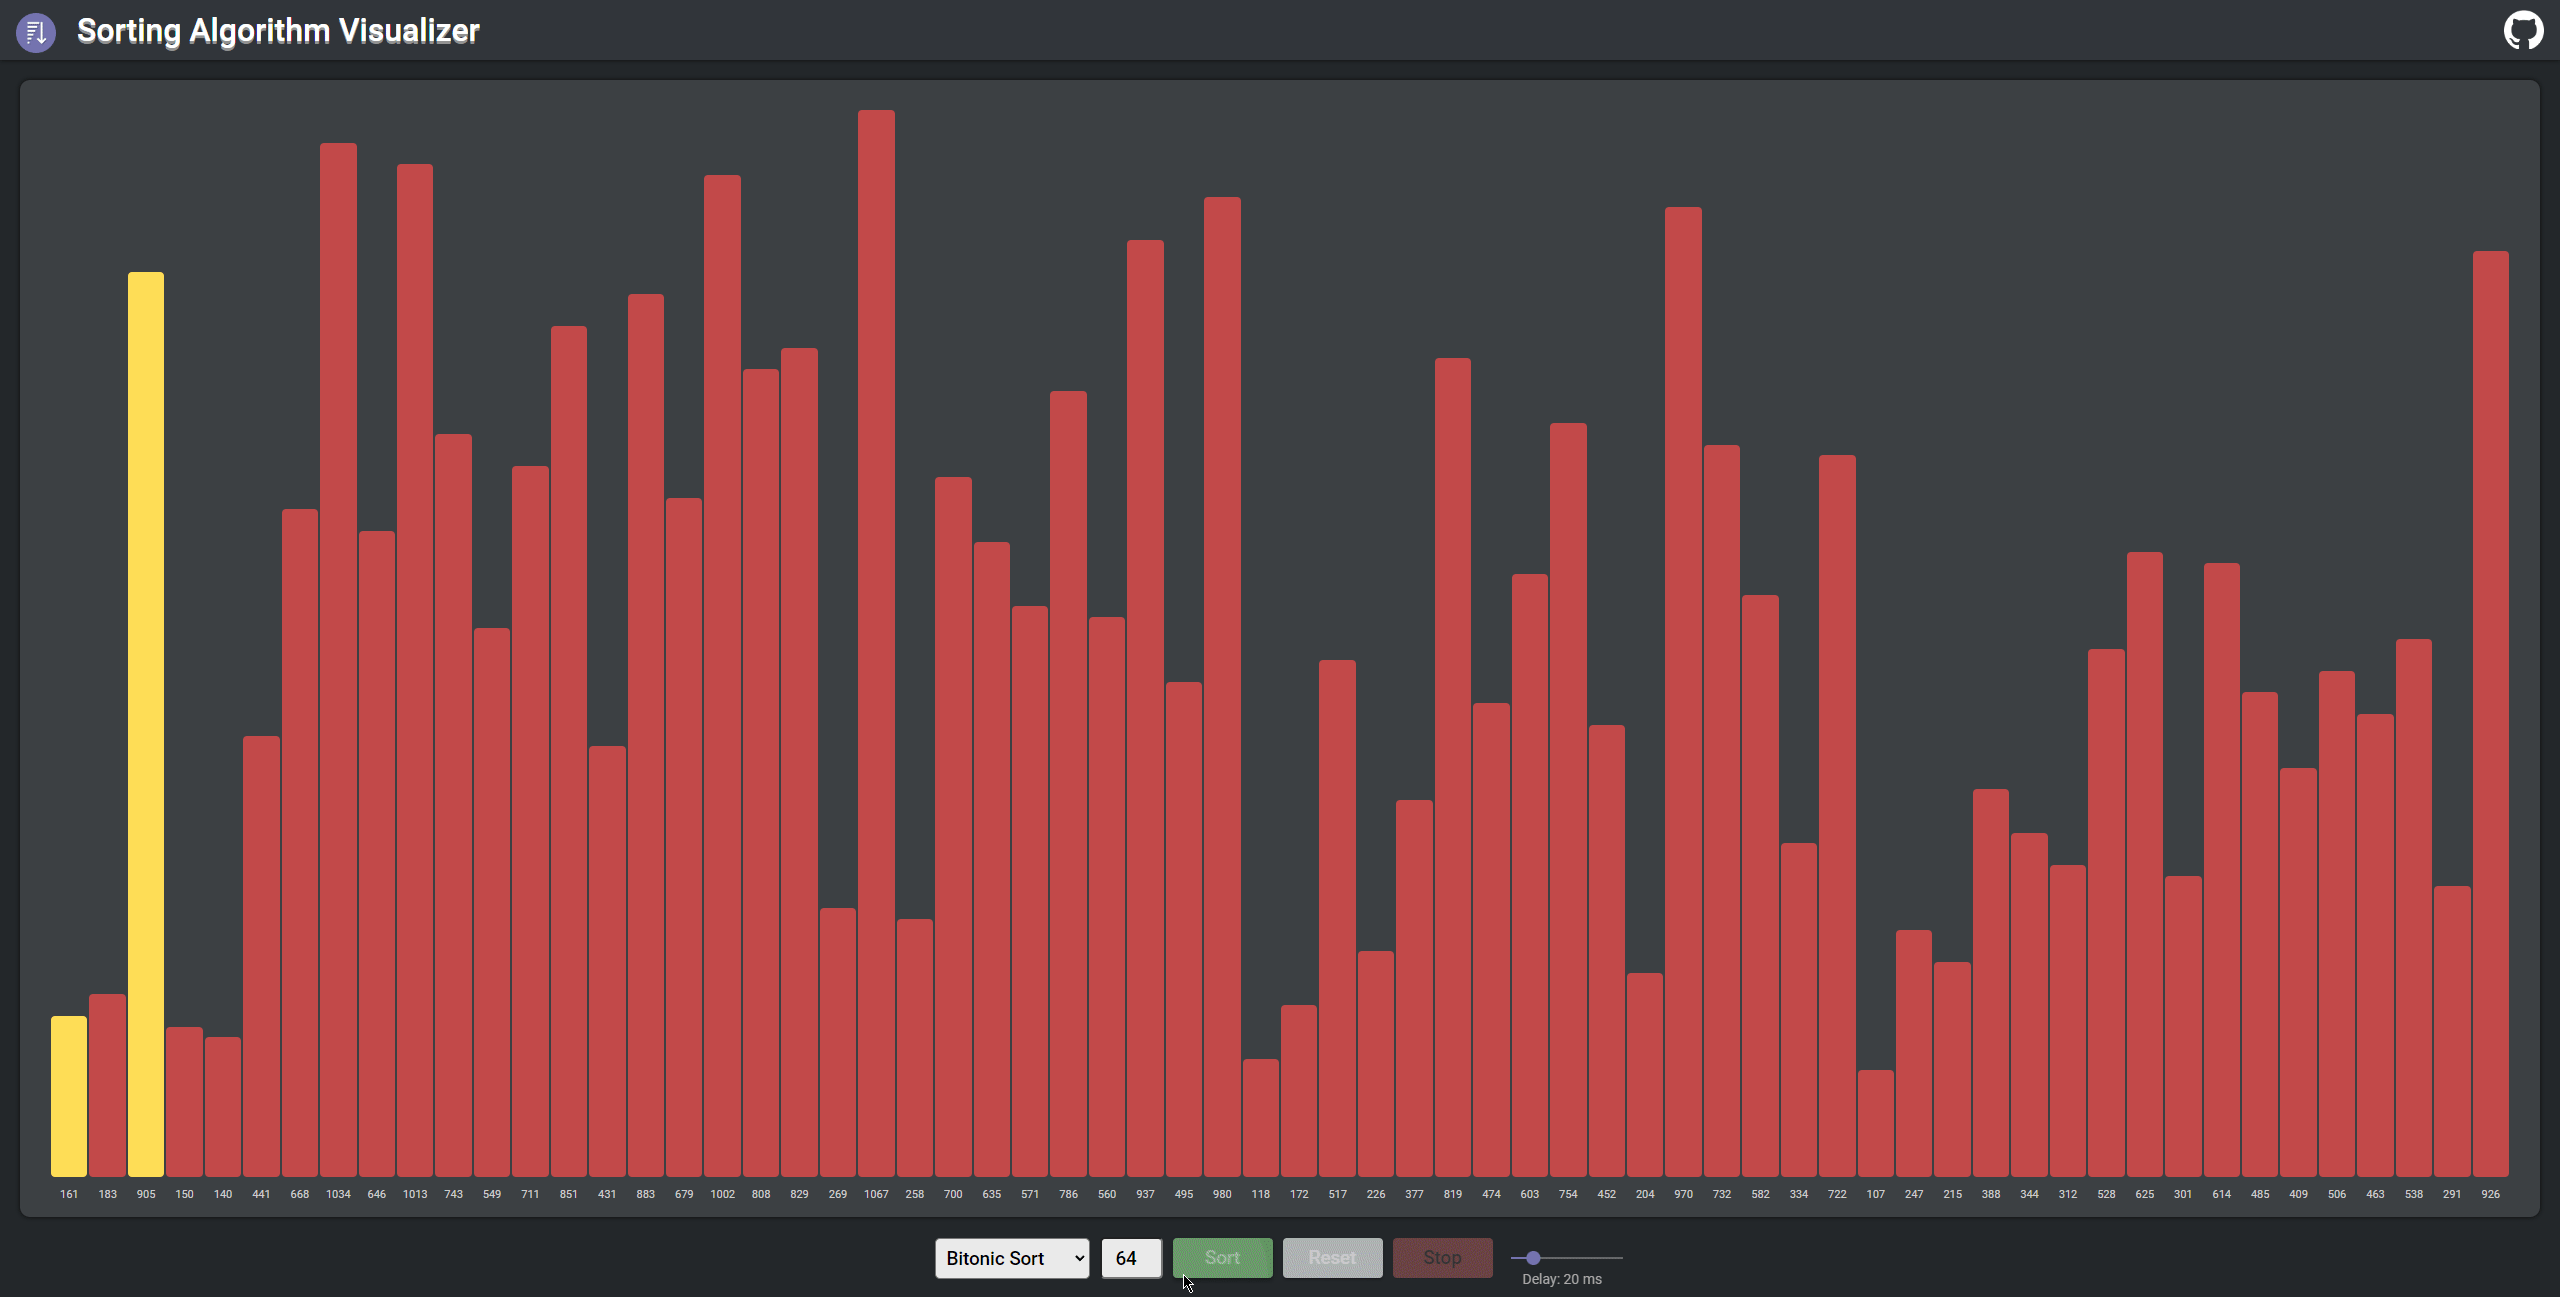 Sorting Algorithm Visualizer
161 183 905 150 140 441 668 1034 646 1013 743 549 711 851 431 883 679 1002 808 829 269 1067 258 700 635 571 786 560 937 495 980 118 172 517 226 377 819 474 603 754 452 204 970 732 582 334 722 107 247 215 388 344 312 528 625 301 614 485 409 506 463 538 291 926
Bitonic Sort 64 Sort Reset Stop
Delay: 20 ms